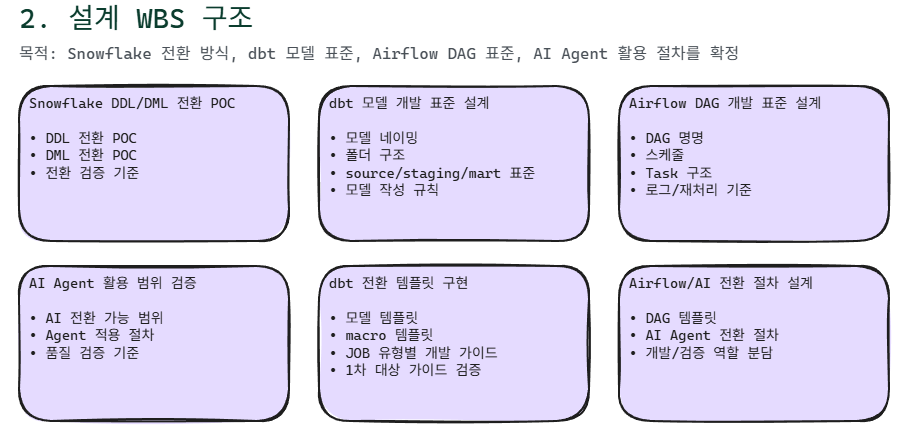 2. 설계 WBS 구조
목적: Snowflake 전환 방식, dbt 모델 표준, Airflow DAG 표준, AI Agent 활용 절차를 확정
Snowflake DDL/DML 전환 POC
• DDL 전환 POC
• DML 전환 POC
• 전환 검증 기준
dbt 모델 개발 표준 설계
• 모델 네이밍
• 폴더 구조
• source/staging/mart 표준
• 모델 작성 규칙
Airflow DAG 개발 표준 설계
• DAG 명명
• 스케줄
• Task 구조
• 로그/재처리 기준
AI Agent 활용 범위 검증
• AI 전환 가능 범위
• Agent 적용 절차
• 품질 검증 기준
dbt 전환 템플릿 구현
• 모델 템플릿
• macro 템플릿
• JOB 유형별 개발 가이드
• 1차 대상 가이드 검증
Airflow/AI 전환 절차 설계
• DAG 템플릿
• AI Agent 전환 절차
• 개발/검증 역할 분담